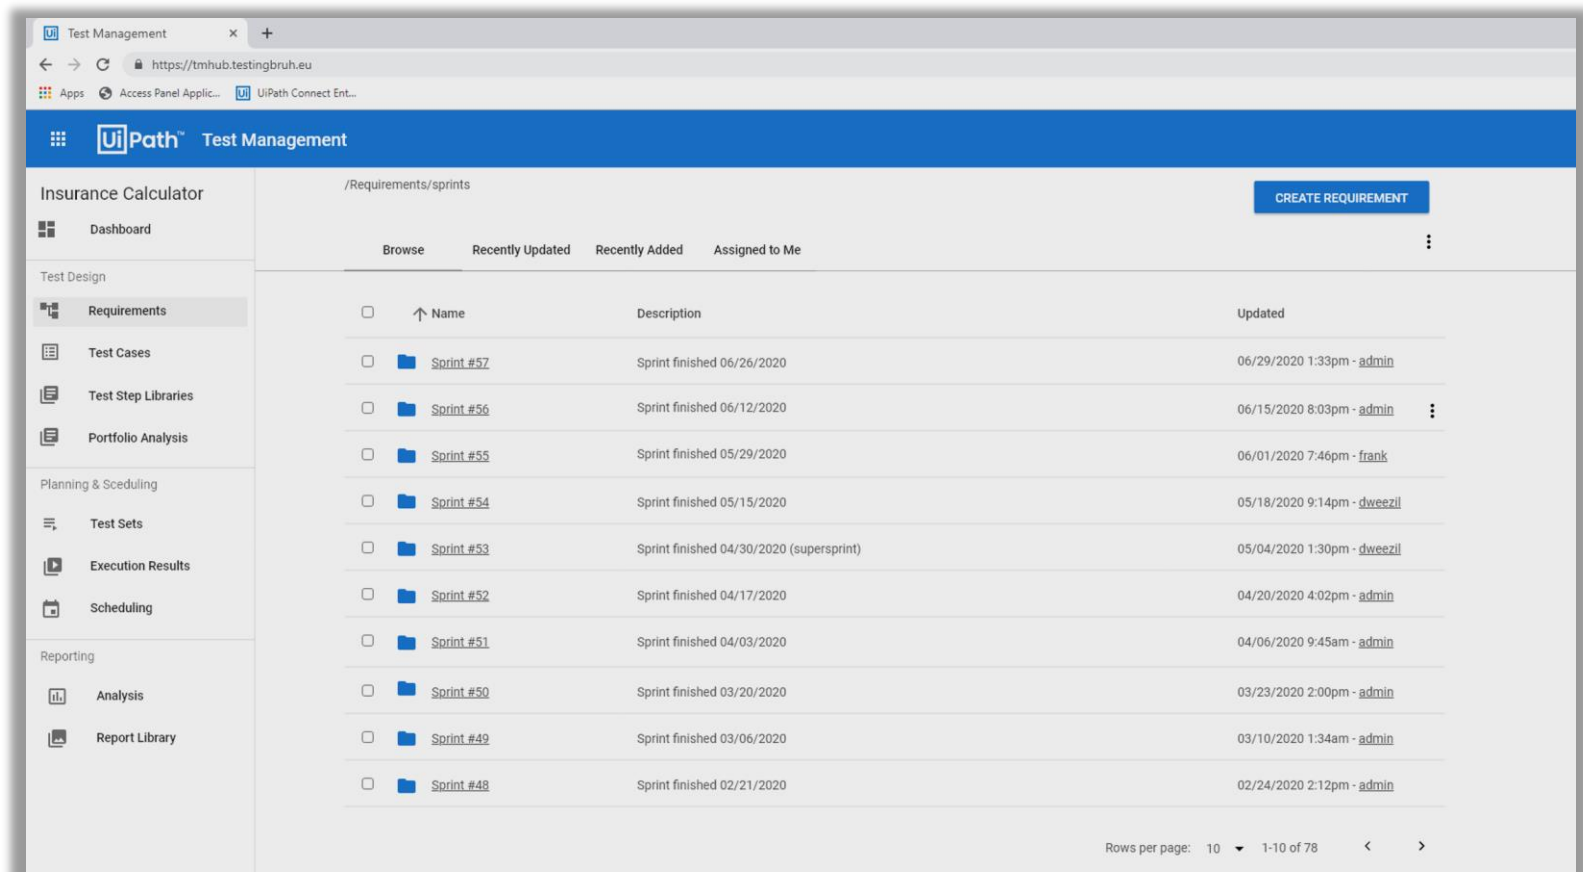 Test Management
https://tmhub.testingbruh.eu
Apps Access Panel Applic... Ui UiPath Connect Ent...
UiPath™ Test Management
Insurance Calculator
Dashboard
Test Design
Requirements
Test Cases
Test Step Libraries
Portfolio Analysis
Planning & Sceduling
Test Sets
Execution Results
Scheduling
Reporting
Analysis
Report Library
/Requirements/sprints
CREATE REQUIREMENT
Browse Recently Updated Recently Added Assigned to Me
Name Description Updated
Sprint #57 Sprint finished 06/26/2020 06/29/2020 1:33pm - admin
Sprint #56 Sprint finished 06/12/2020 06/15/2020 8:03pm - admin
Sprint #55 Sprint finished 05/29/2020 06/01/2020 7:46pm - frank
Sprint #54 Sprint finished 05/15/2020 05/18/2020 9:14pm - dweezil
Sprint #53 Sprint finished 04/30/2020 (supersprint) 05/04/2020 1:30pm - dweezil
Sprint #52 Sprint finished 04/17/2020 04/20/2020 4:02pm - admin
Sprint #51 Sprint finished 04/03/2020 04/06/2020 9:45am - admin
Sprint #50 Sprint finished 03/20/2020 03/23/2020 2:00pm - admin
Sprint #49 Sprint finished 03/06/2020 03/10/2020 1:34am - admin
Sprint #48 Sprint finished 02/21/2020 02/24/2020 2:12pm - admin
Rows per page: 10 1-10 of 78